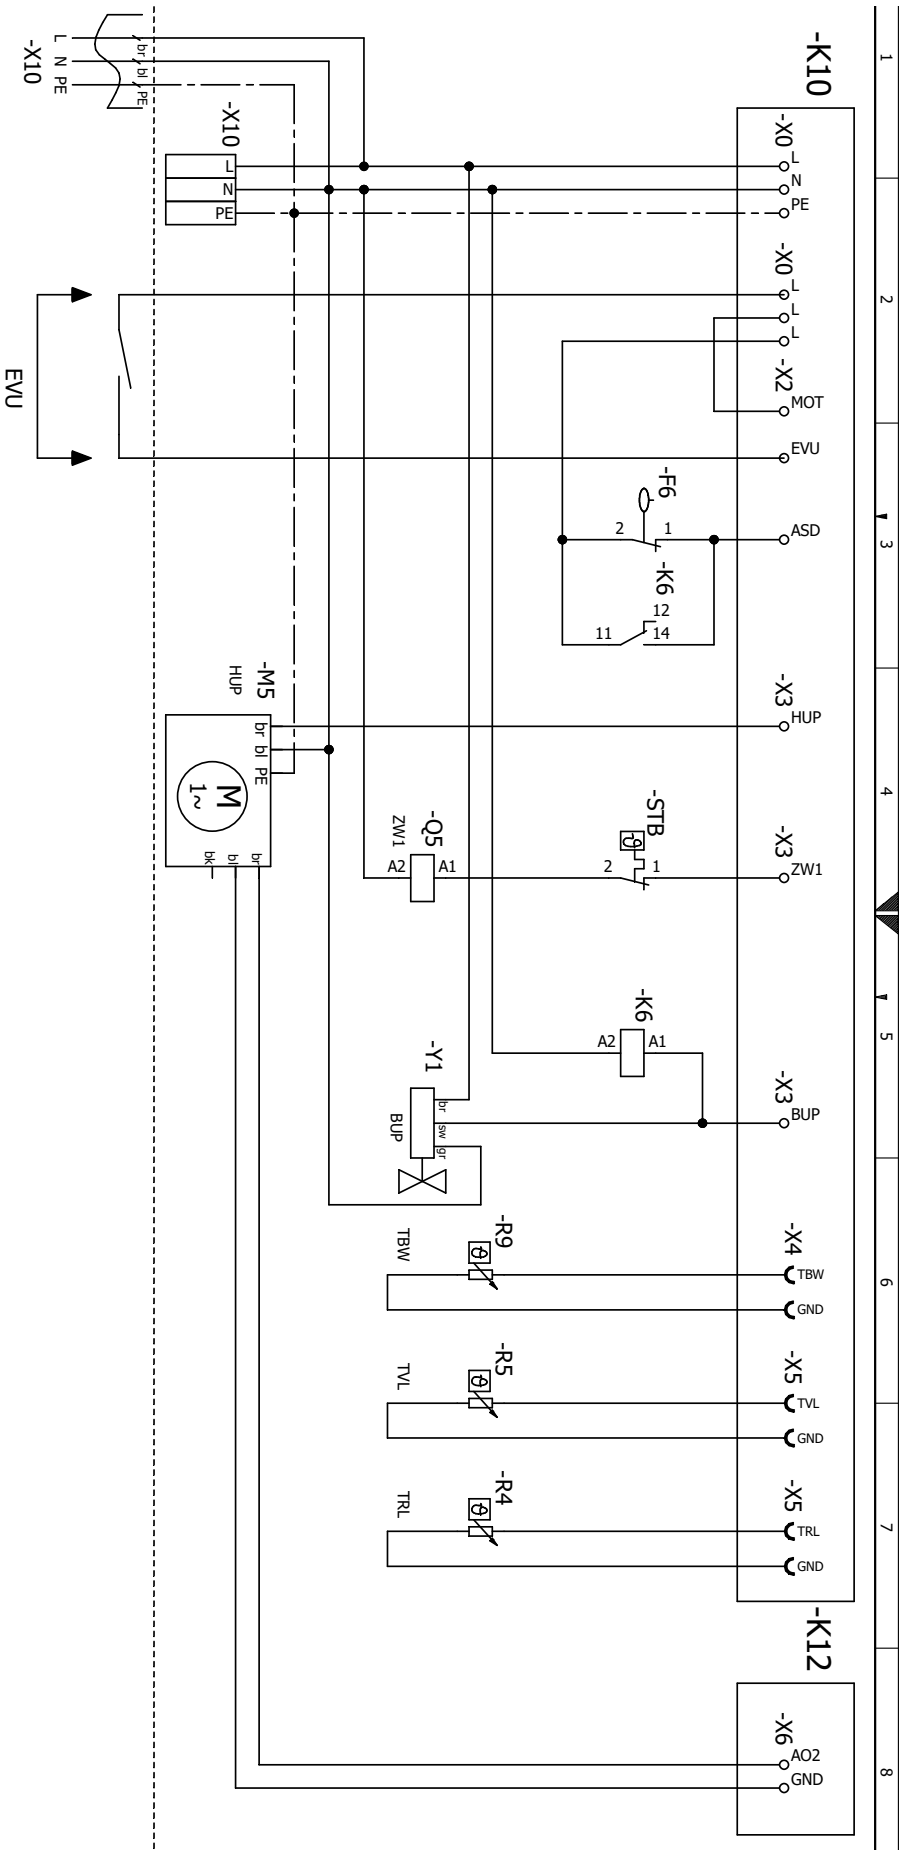 1
2
3
4
5
6
7
8
-K10
-X0
L
N
PE
-X0
L
L
L
-X2
MOT
EVU
ASD
-X3
HUP
-X3
ZW1
-X3
BUP
-X4
TBW
GND
-X5
TVL
GND
-X5
TRL
GND
-K12
-X6
AO2
GND
-F6
2 1
-K6
12
11 14
-STB
ϑ
2 1
-K6
A2 A1
-Q5
ZW1
A2 A1
-Y1
BUP
br
sw
gr
-R9
ϑ
TBW
-R5
ϑ
TVL
-R4
ϑ
TRL
-M5
HUP
br
bl
PE
M
1~
bk
bl
br
-X10
L
N
PE
br
bl
PE
L
N
PE
-X10
EVU